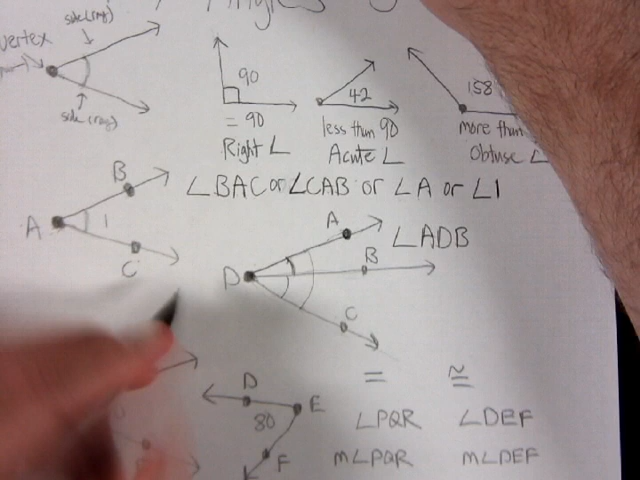 Angles
side (ray)
vertex
side (ray)
90
= 90
Right ∠
42
less than 90
Acute ∠
158
more than
Obtuse ∠
A
B
C
1
∠BAC or ∠CAB or ∠A or ∠1
D
A
B
C
∠ADB
D
E
F
80
= ≅
∠PQR ∠DEF
m∠PQR m∠DEF